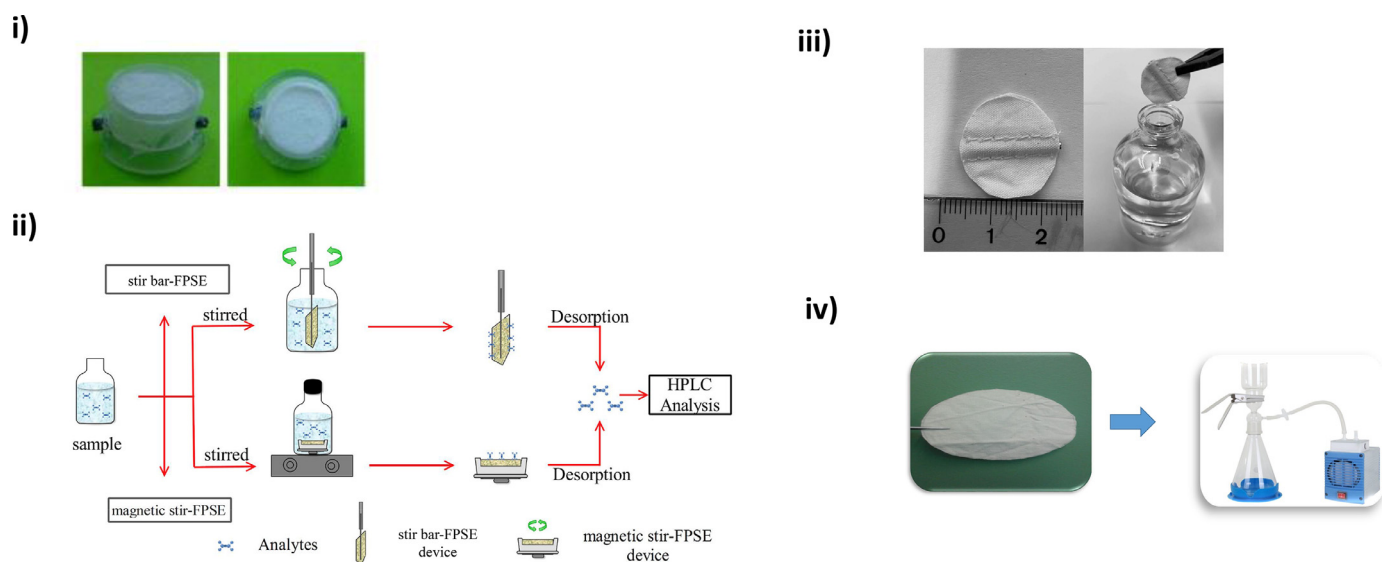 i)
ii)
stir bar-FPSE
stirred
Desorption
sample
HPLC
Analysis
stirred
Desorption
magnetic stir-FPSE
Analytes
stir bar-FPSE
device
magnetic stir-FPSE
device
iii)
0 1 2
iv)